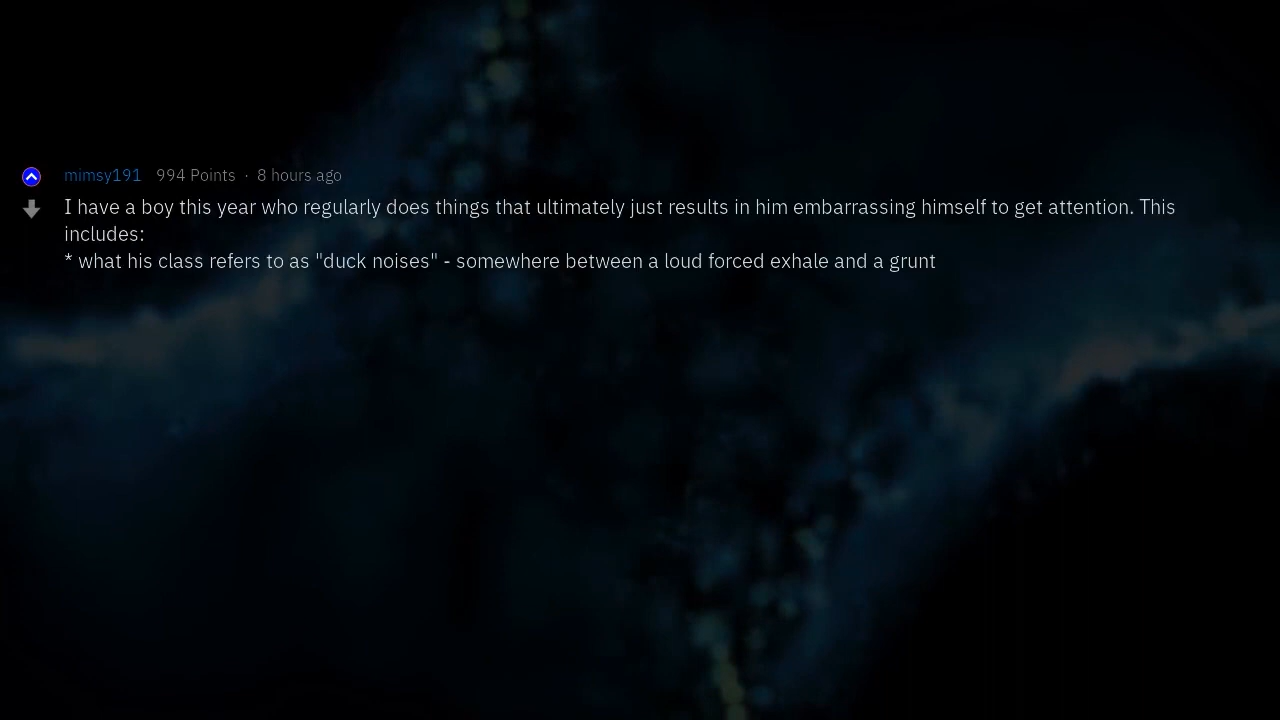 mimsy191 994 Points · 8 hours ago
I have a boy this year who regularly does things that ultimately just results in him embarrassing himself to get attention. This
includes:
* what his class refers to as "duck noises" - somewhere between a loud forced exhale and a grunt